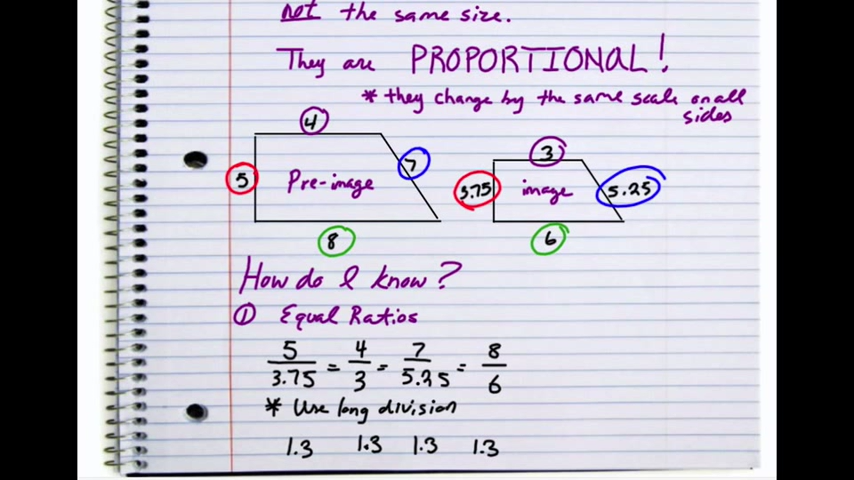 not the same size.
They are PROPORTIONAL!
* they change by the same scale on all
sides
4
5
Pre-image
7
8
3
3.75
image
5.25
6
How do I know?
① Equal Ratios
5/3.75 = 4/3 = 7/5.25 = 8/6
* Use long division
1.3 1.3 1.3 1.3